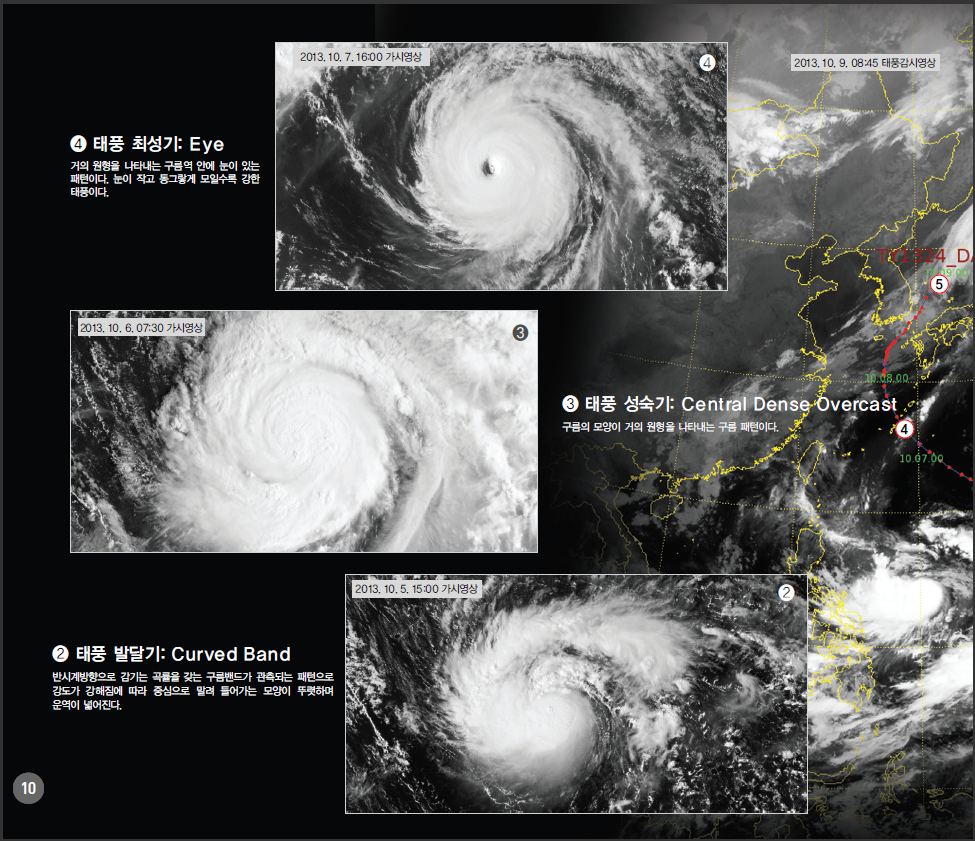 2013. 10. 7. 16:00 가시영상
4
2013. 10. 9. 08:45 태풍감시영상
4 태풍 최성기: Eye
거의 원형을 나타내는 구름역 안에 눈이 있는
패턴이다. 눈이 작고 동그랗게 모일수록 강한
태풍이다.
5
2013. 10. 6. 07:30 가시영상
3
10.08.00
3 태풍 성숙기: Central Dense Overcast
구름의 모양이 거의 원형을 나타내는 구름 패턴이다.
4
10.07.00
2013. 10. 5. 15:00 가시영상
2
2 태풍 발달기: Curved Band
반시계방향으로 감기는 곡률을 갖는 구름밴드가 관측되는 패턴으로
강도가 강해짐에 따라 중심으로 말려 들어가는 모양이 뚜렷하며
운역이 넓어진다.
10